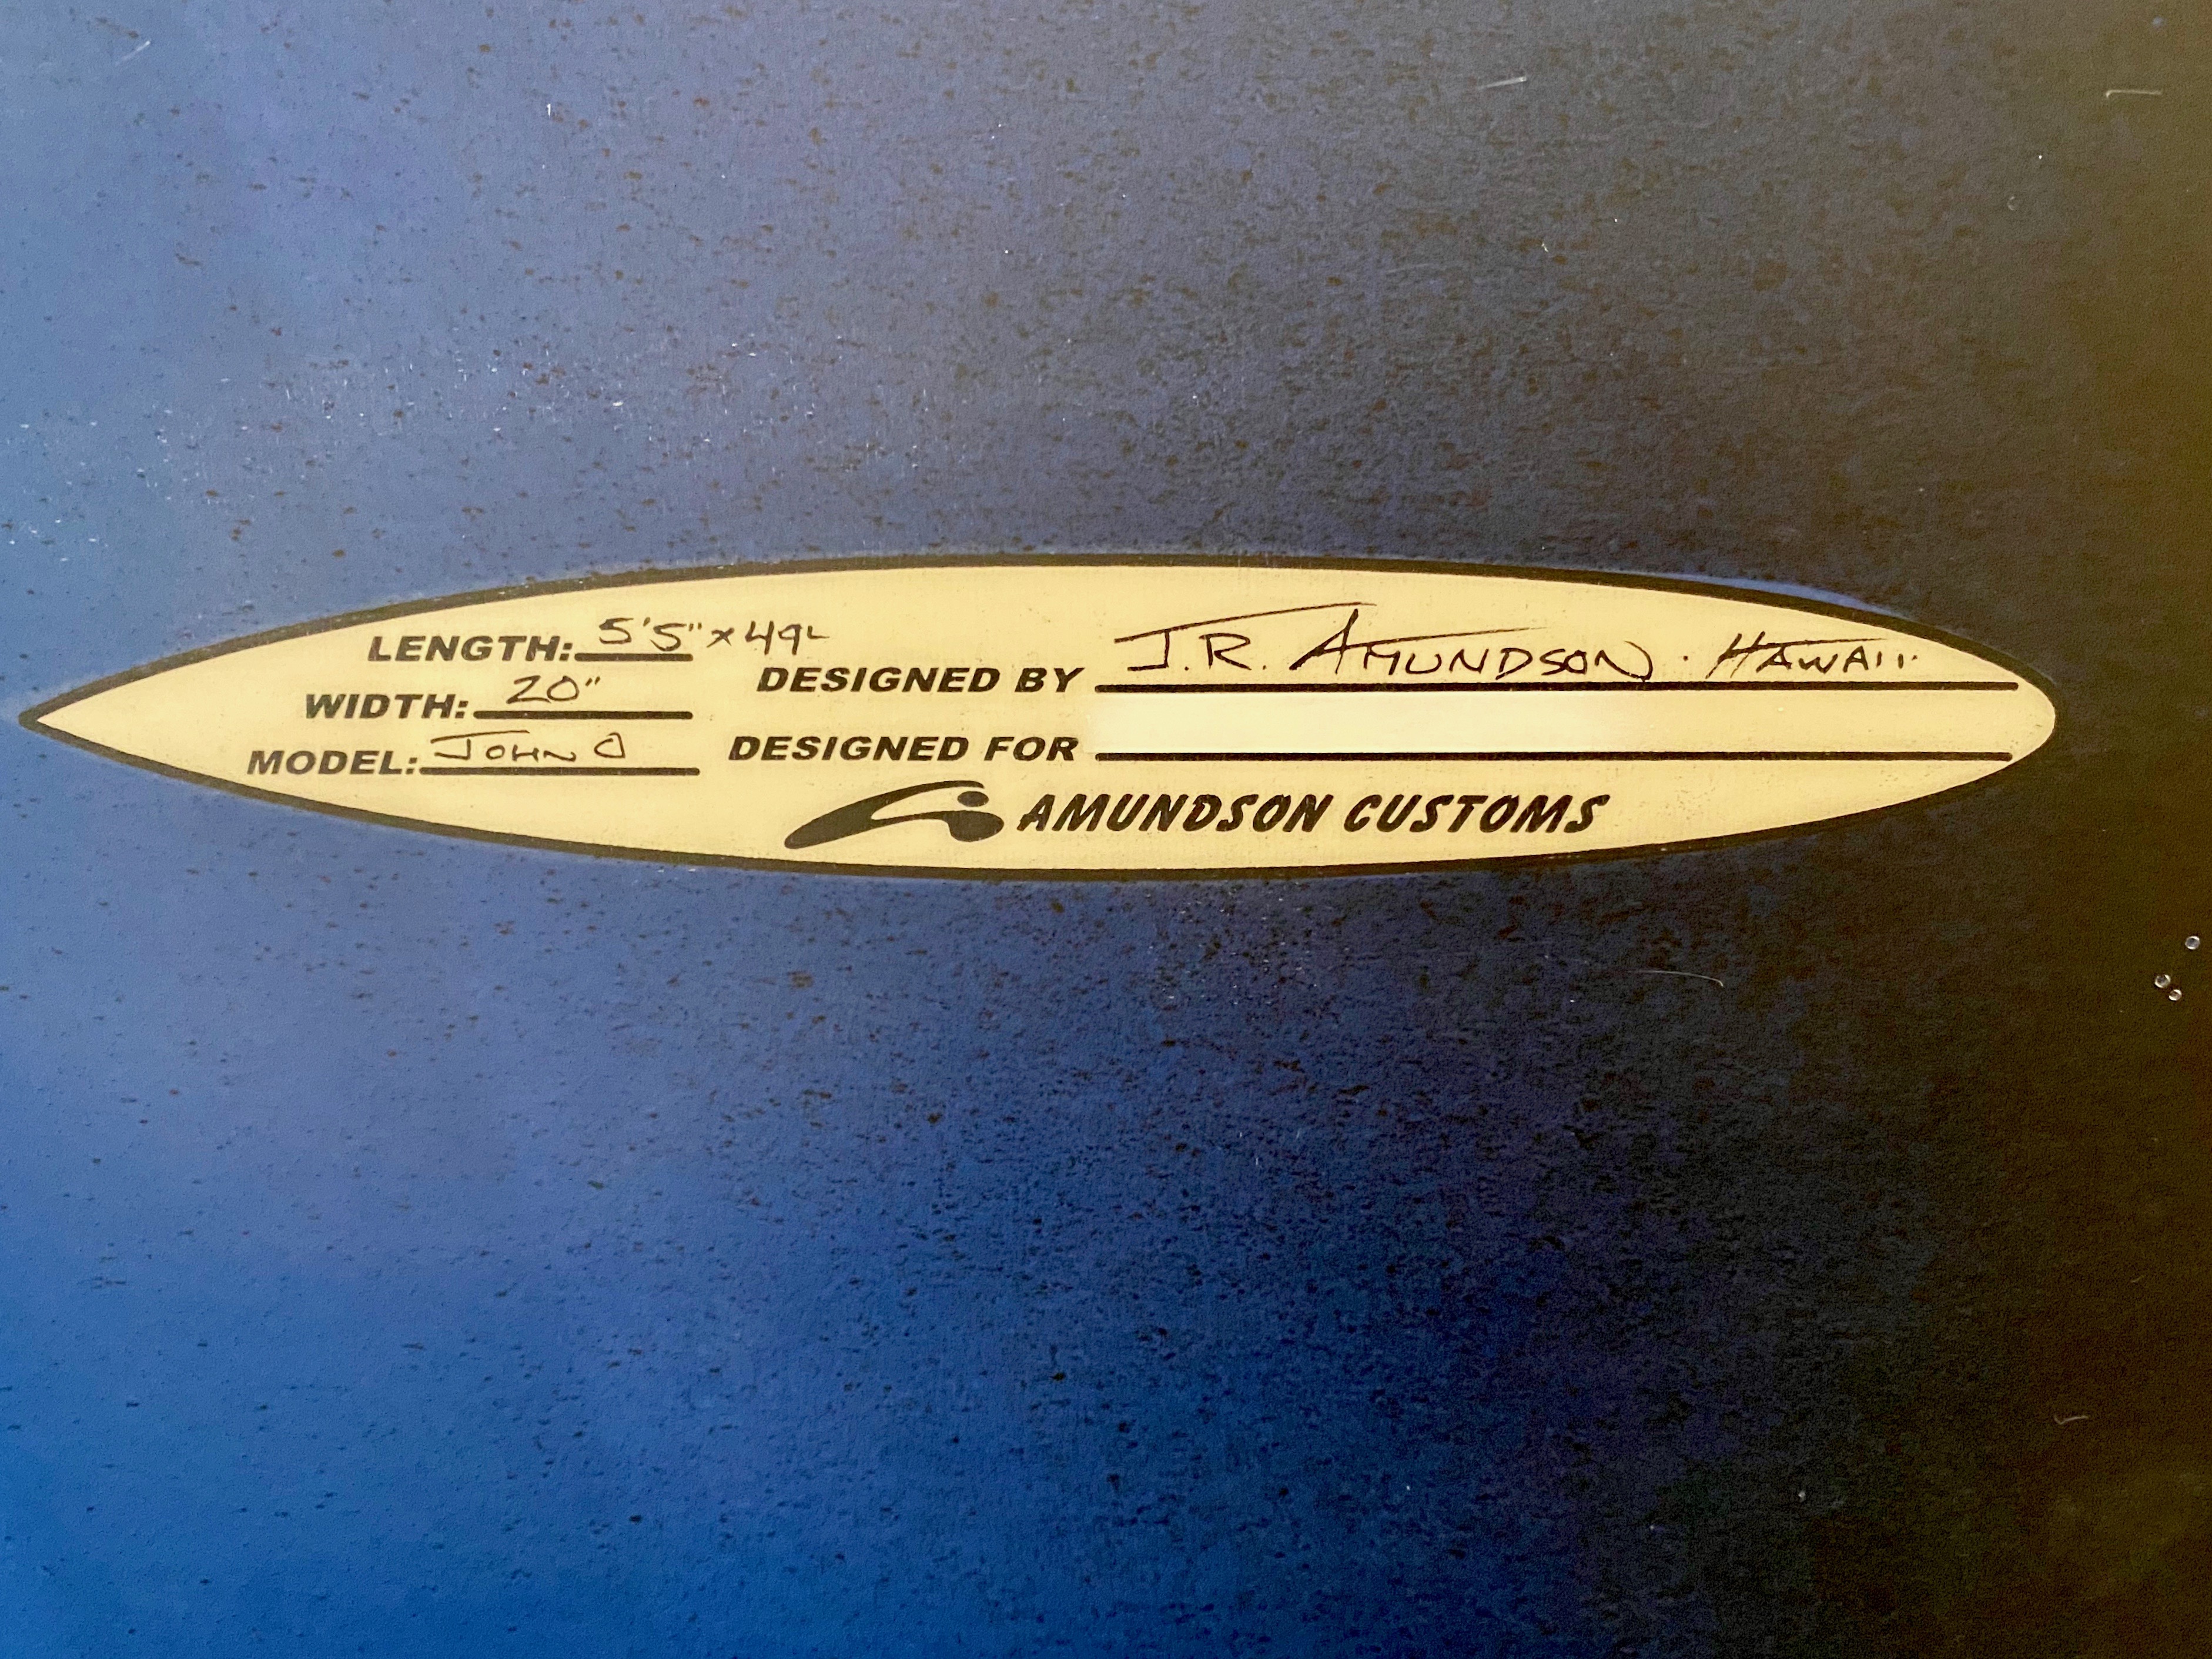 LENGTH: 5'5" x 49L
WIDTH: 20"
MODEL: JOHN O
DESIGNED BY J.R. AMUNDSON · HAWAII
DESIGNED FOR
AMUNDSON CUSTOMS